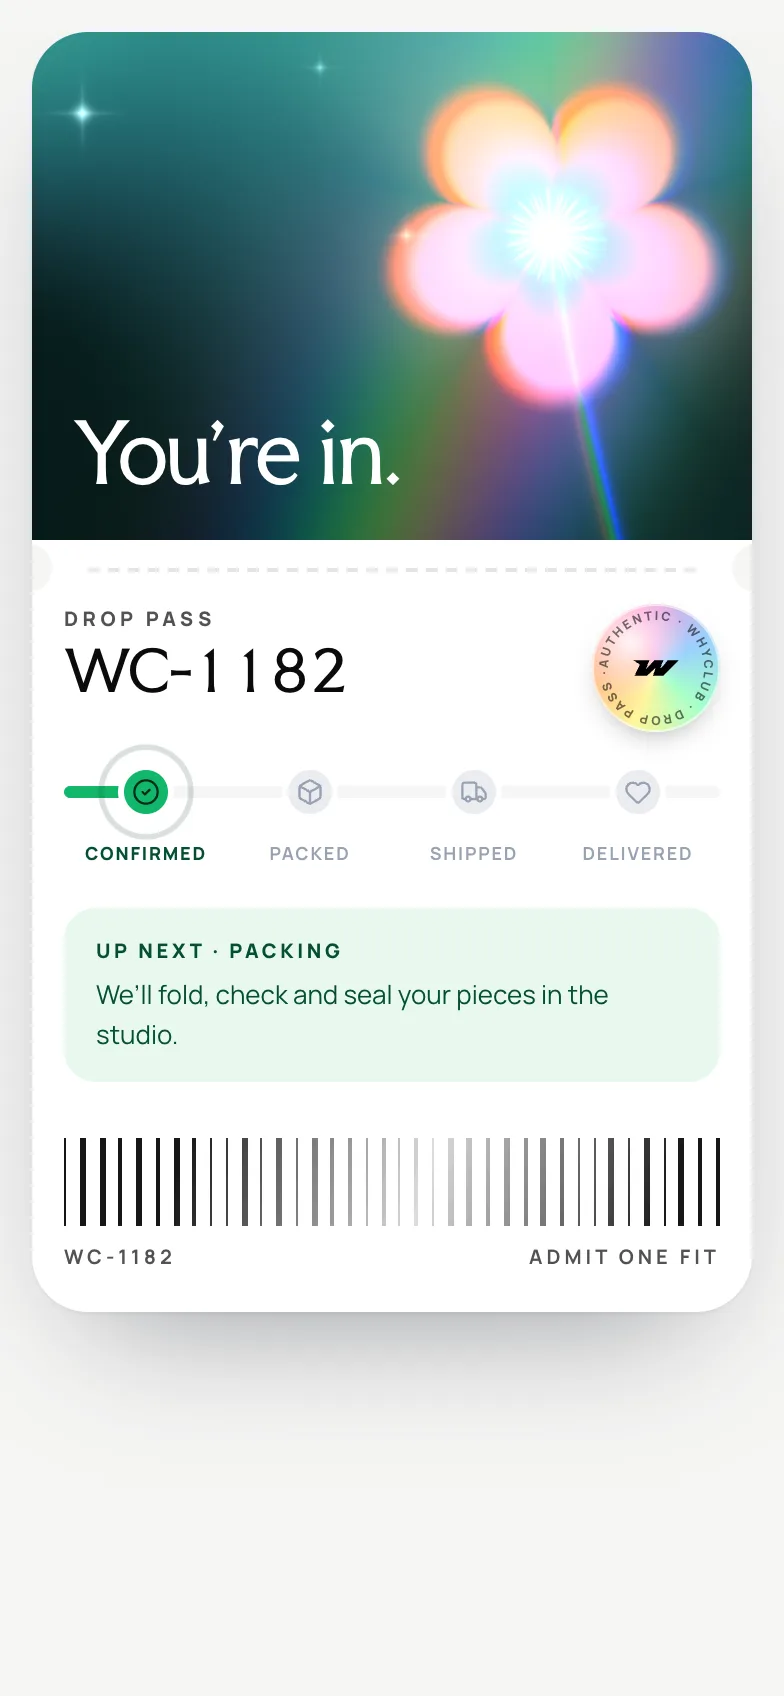 You’re in.
DROP PASS
WC-1182
AUTHENTIC · WHYCLUB · DROP PASS ·
W
CONFIRMED PACKED SHIPPED DELIVERED
UP NEXT · PACKING
We’ll fold, check and seal your pieces in the
studio.
WC-1182 ADMIT ONE FIT